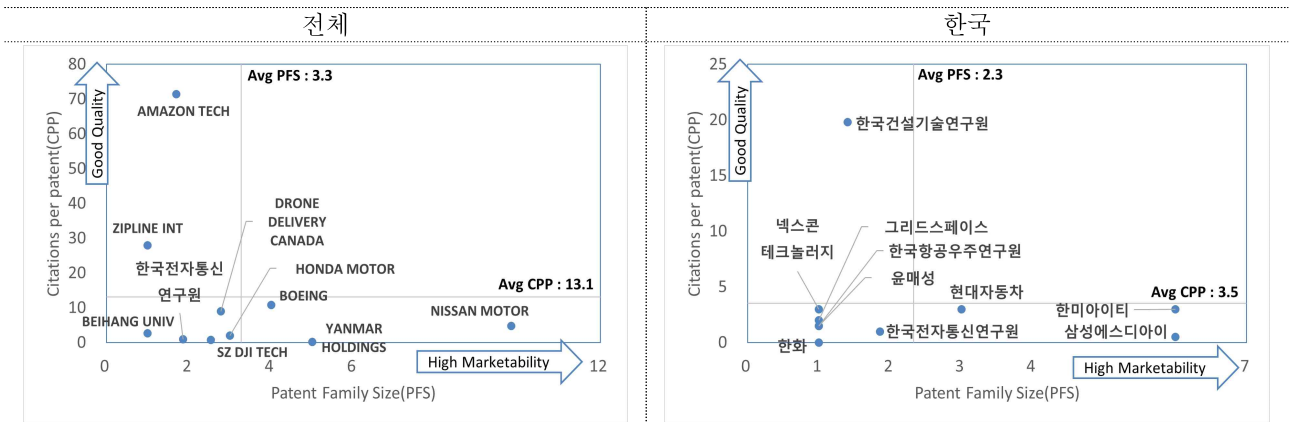 전체
80
70
60
50
40
30
20
10
0
Citations per patent(CPP)
Good Quality
Avg PFS : 3.3
AMAZON TECH
DRONE
DELIVERY
CANADA
ZIPLINE INT
한국전자통신
연구원
HONDA MOTOR
BOEING
Avg CPP : 13.1
NISSAN MOTOR
BEIHANG UNIV
SZ DJI TECH
YANMAR
HOLDINGS
High Marketability
0
2
4
6
12
Patent Family Size(PFS)
한국
25
20
15
10
5
0
Citations per patent(CPP)
Good Quality
Avg PFS : 2.3
한국건설기술연구원
넥스콘
테크놀러지
그리드스페이스
한국항공우주연구원
윤매성
현대자동차
Avg CPP : 3.5
한미아이티
한국전자통신연구원
삼성에스디아이
한화
High Marketability
0
1
2
3
4
7
Patent Family Size(PFS)